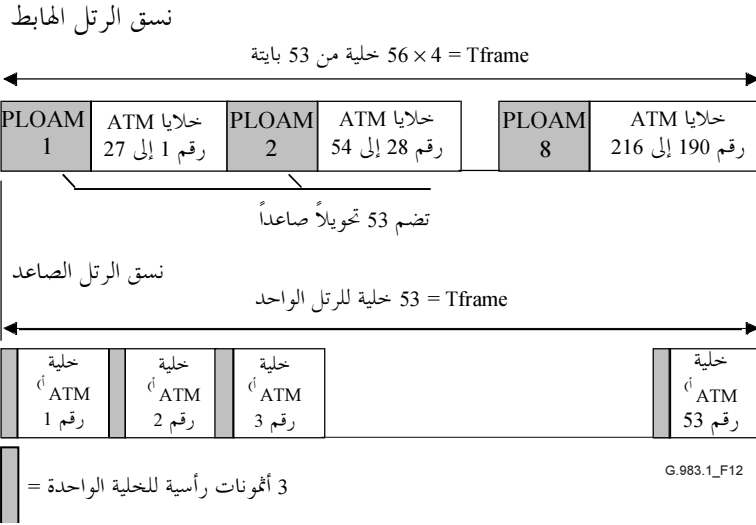 نسق الرتل الهابط
Tframe = 4 × 56 خلية من 53 بايتة
PLOAM 1
خلايا ATM
رقم 1 إلى 27
PLOAM 2
خلايا ATM
رقم 28 إلى 54
PLOAM 8
خلايا ATM
رقم 190 إلى 216
تضم 53 تخويلاً صاعداً
نسق الرتل الصاعد
Tframe = 53 خلية للرتل الواحد
خلية
ATM أ)
رقم 1
خلية
ATM أ)
رقم 2
خلية
ATM أ)
رقم 3
خلية
ATM أ)
رقم 53
= 3 أثمونات رأسية للخلية الواحدة
G.983.1_F12